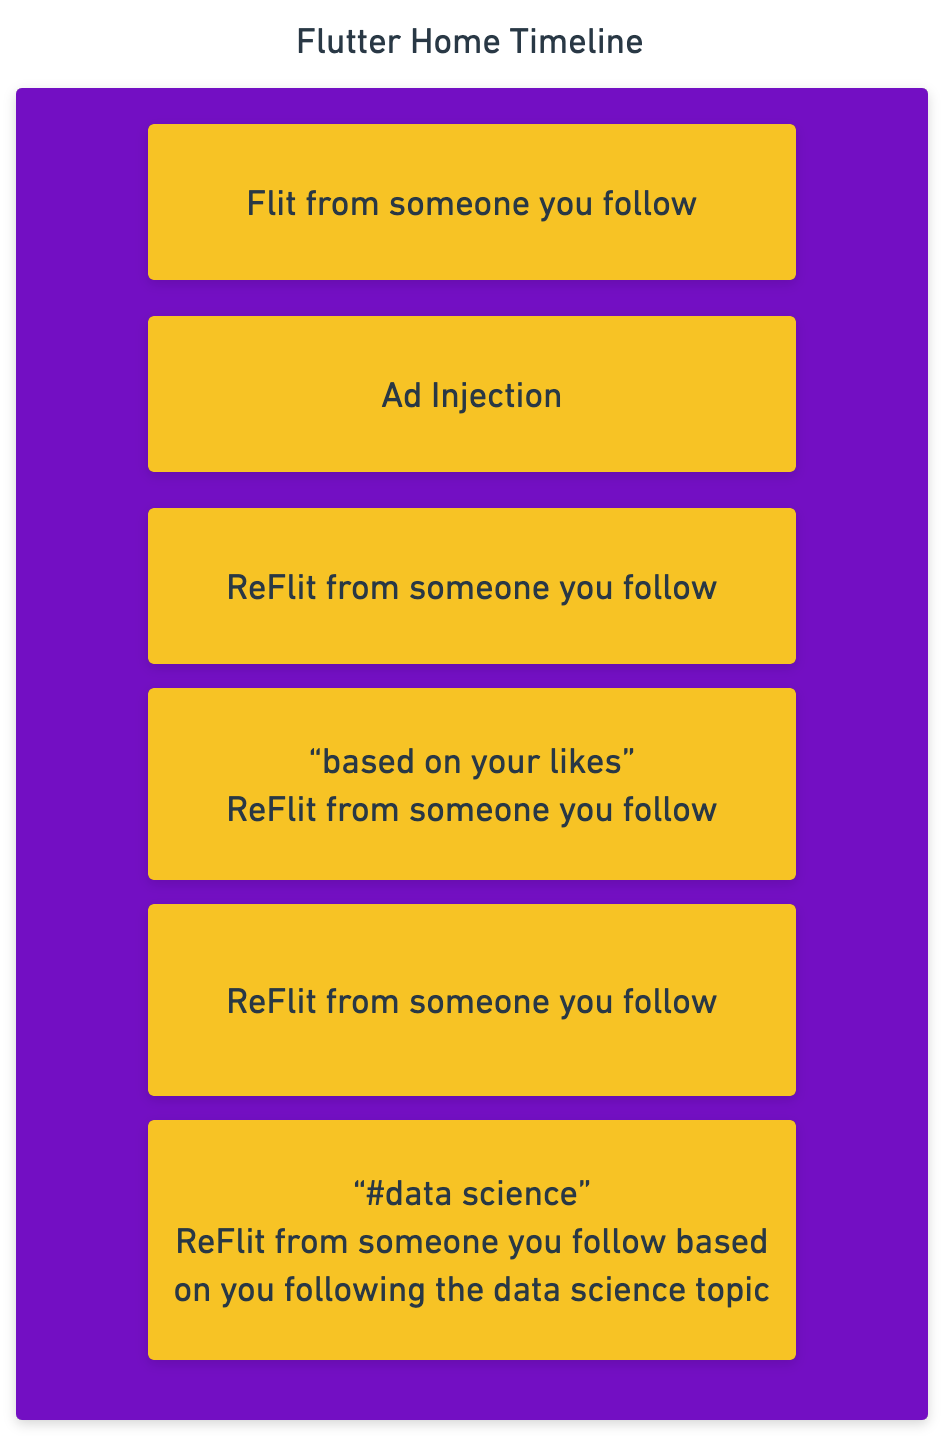 Flutter Home Timeline
Flit from someone you follow
Ad Injection
ReFlit from someone you follow
“based on your likes”
ReFlit from someone you follow
ReFlit from someone you follow
“#data science”
ReFlit from someone you follow based
on you following the data science topic